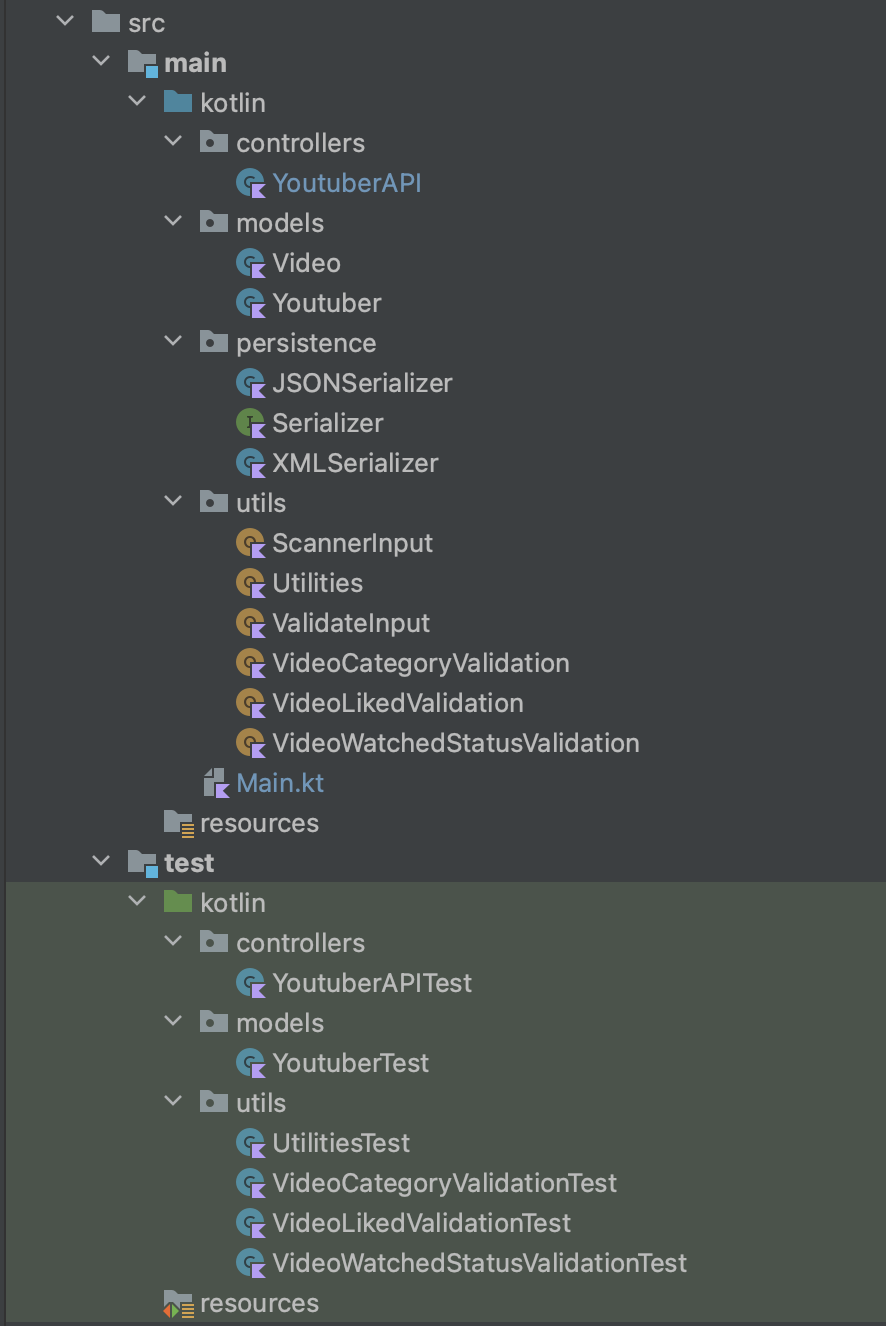 src
main
kotlin
controllers
YoutuberAPI
models
Video
Youtuber
persistence
JSONSerializer
Serializer
XMLSerializer
utils
ScannerInput
Utilities
ValidateInput
VideoCategoryValidation
VideoLikedValidation
VideoWatchedStatusValidation
Main.kt
resources
test
kotlin
controllers
YoutuberAPITest
models
YoutuberTest
utils
UtilitiesTest
VideoCategoryValidationTest
VideoLikedValidationTest
VideoWatchedStatusValidationTest
resources